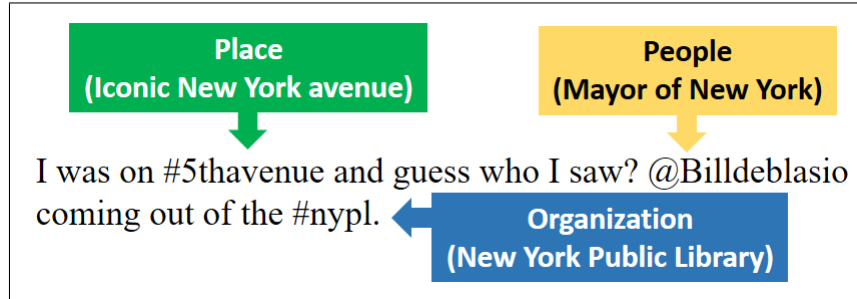 Place
(Iconic New York avenue)
People
(Mayor of New York)
I was on #5thavenue and guess who I saw? @Billdeblasio
coming out of the #nypl.
Organization
(New York Public Library)